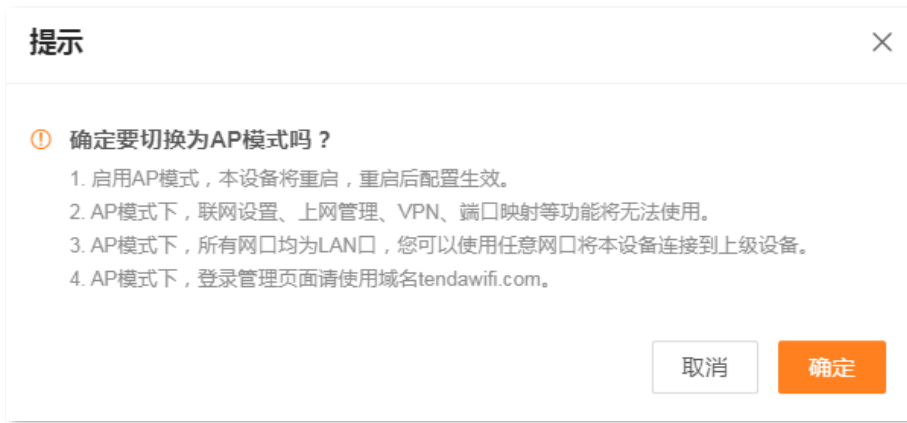 提示
确定要切换为AP模式吗？
1. 启用AP模式，本设备将重启，重启后配置生效。
2. AP模式下，联网设置、上网管理、VPN、端口映射等功能将无法使用。
3. AP模式下，所有网口均为LAN口，您可以使用任意网口将本设备连接到上级设备。
4. AP模式下，登录管理页面请使用域名tendawifi.com。
取消 确定